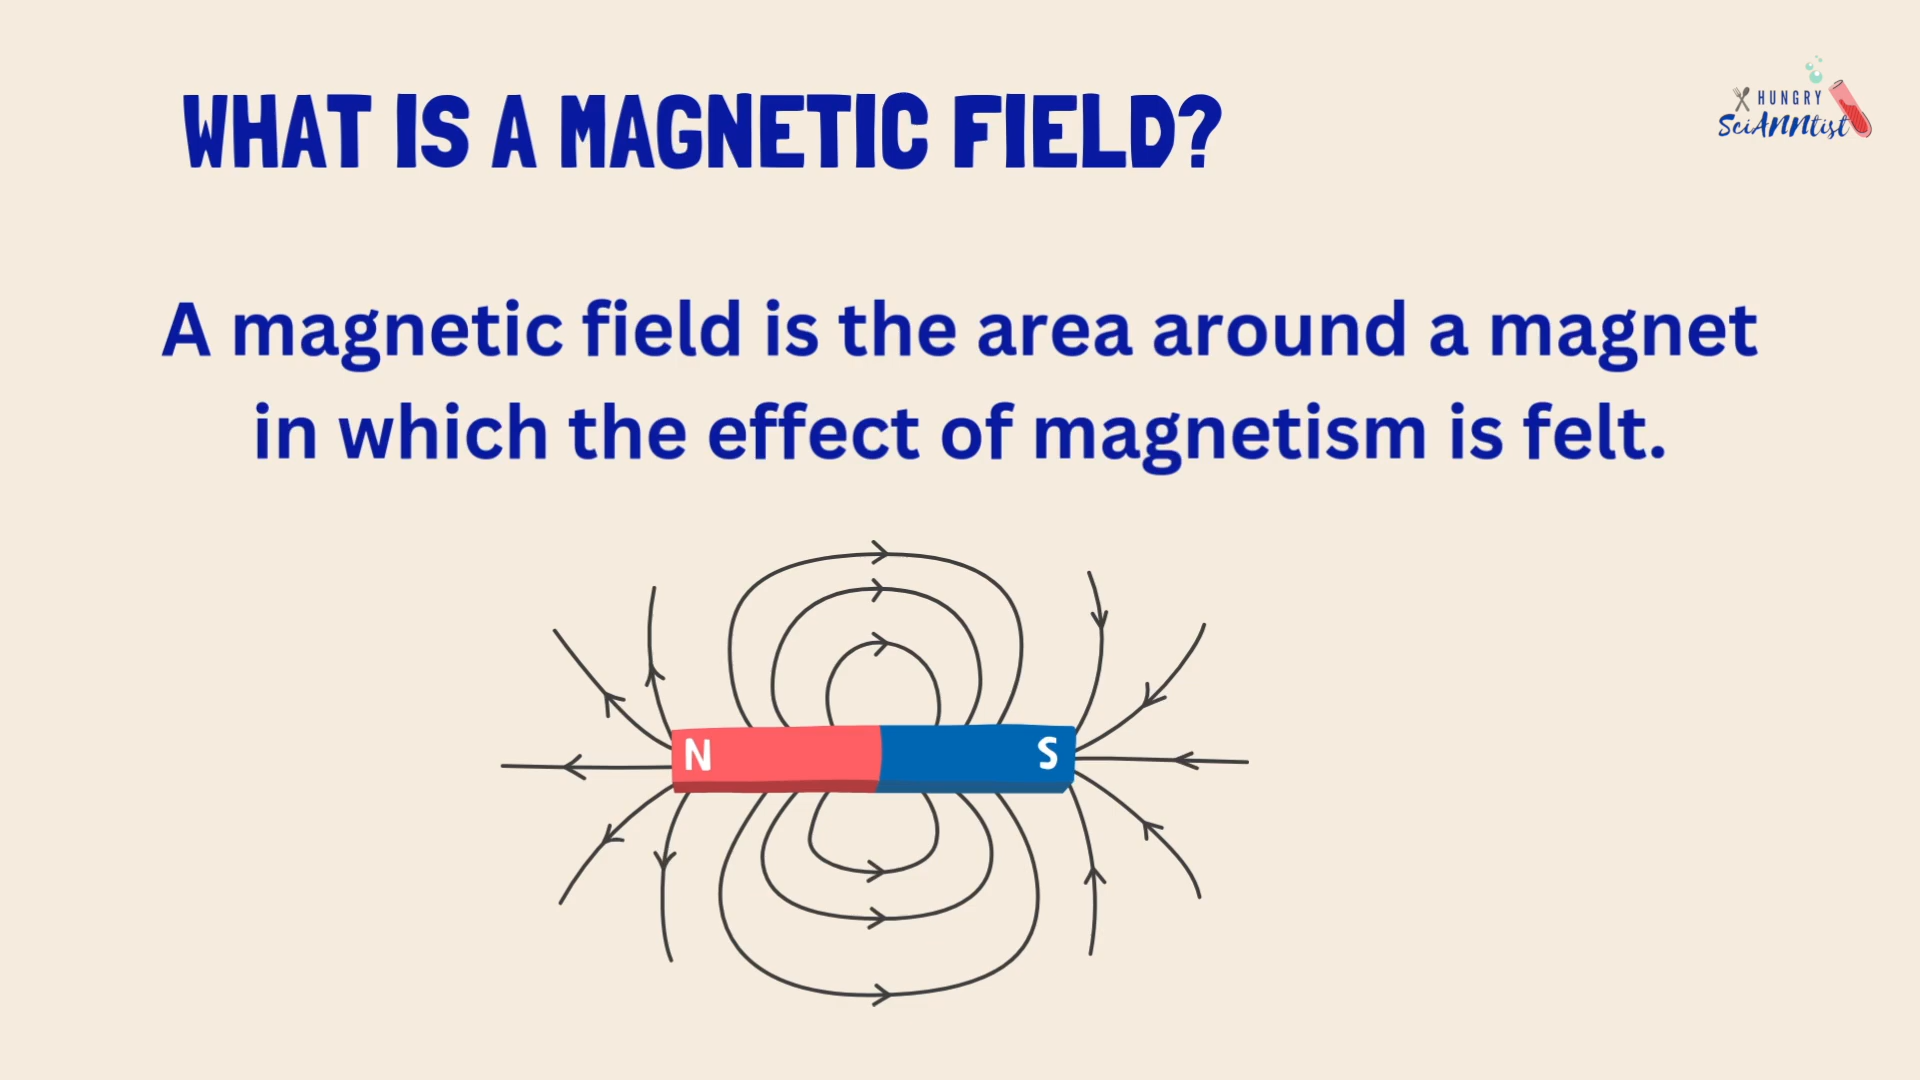 WHAT IS A MAGNETIC FIELD?
HUNGRY
SciANNtist
A magnetic field is the area around a magnet
in which the effect of magnetism is felt.
N
S